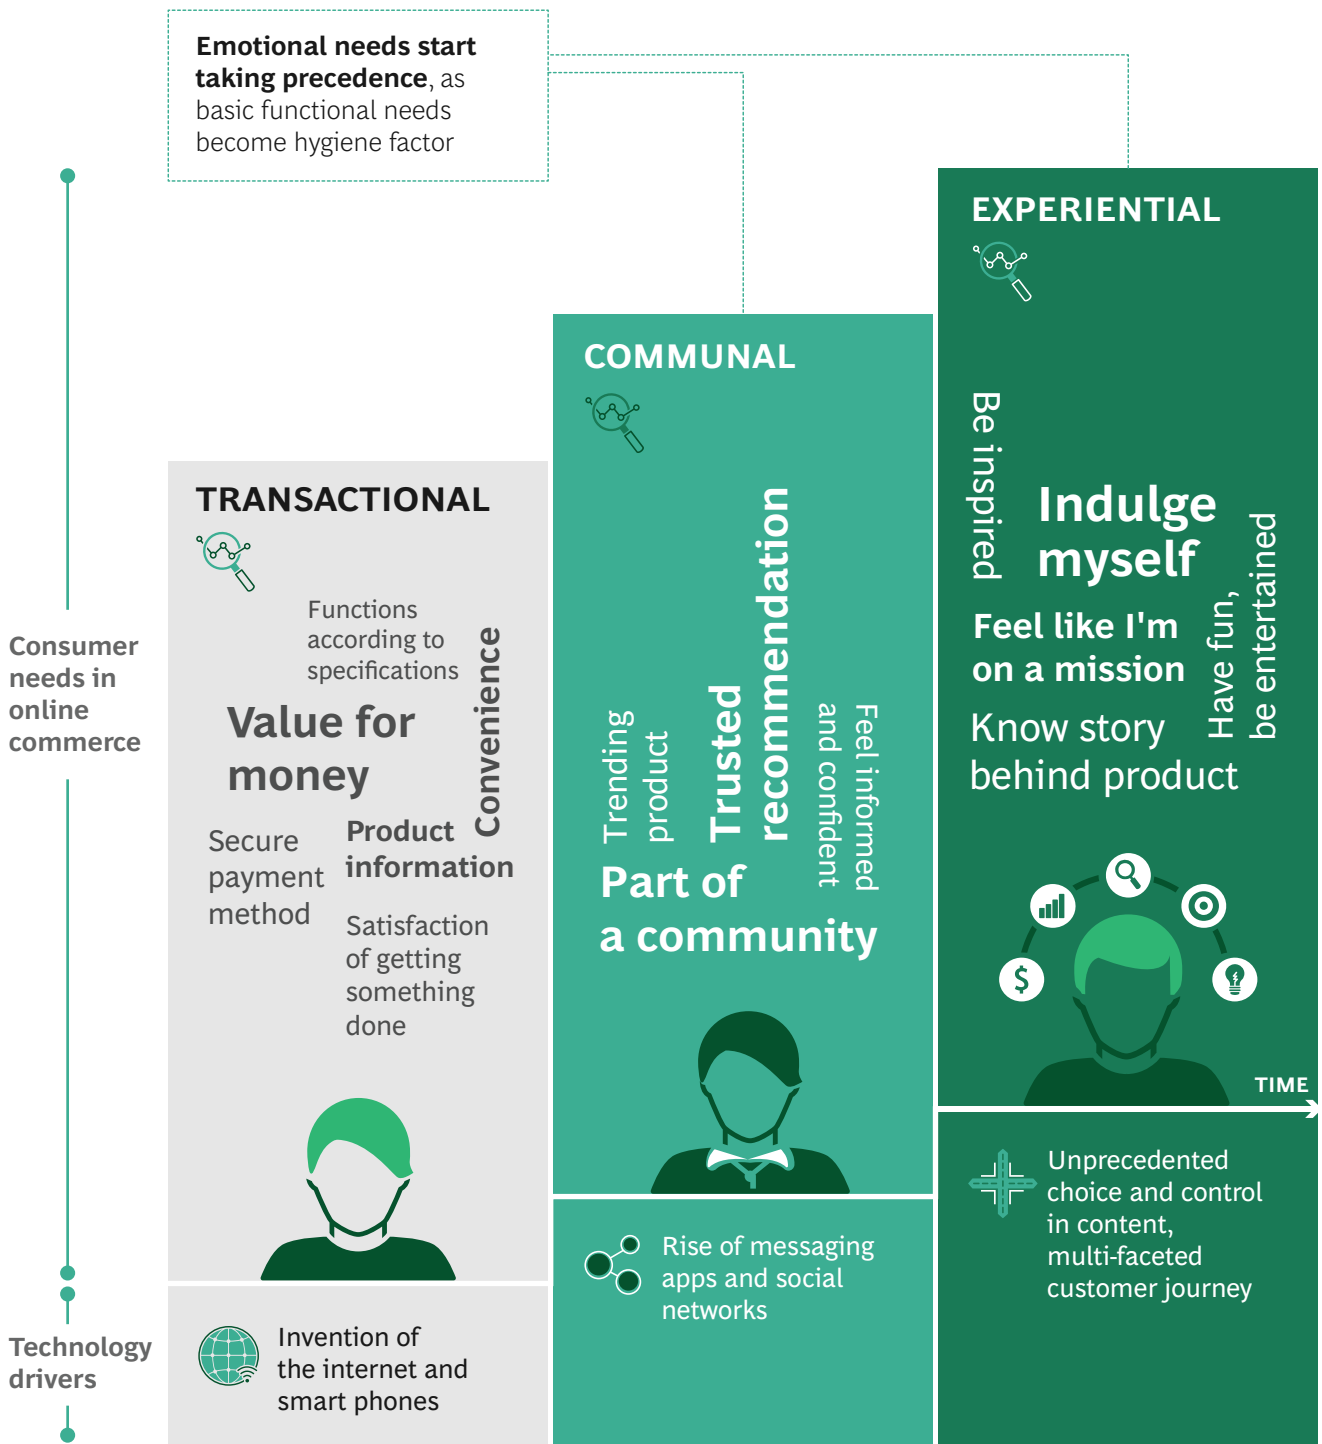 Emotional needs start
taking precedence, as
basic functional needs
become hygiene factor
Consumer
needs in
online
commerce
Technology
drivers
TRANSACTIONAL
Functions
according to
specifications
Convenience
Value for
money
Secure
payment
method
Product
information
Satisfaction
of getting
something
done
Invention of
the internet and
smart phones
COMMUNAL
Trending
product
Trusted
recommendation
Feel informed
and confident
Part of
a community
Rise of messaging
apps and social
networks
EXPERIENTIAL
Be inspired
Indulge
myself
Feel like I'm
on a mission
Have fun,
be entertained
Know story
behind product
$
TIME
Unprecedented
choice and control
in content,
multi-faceted
customer journey